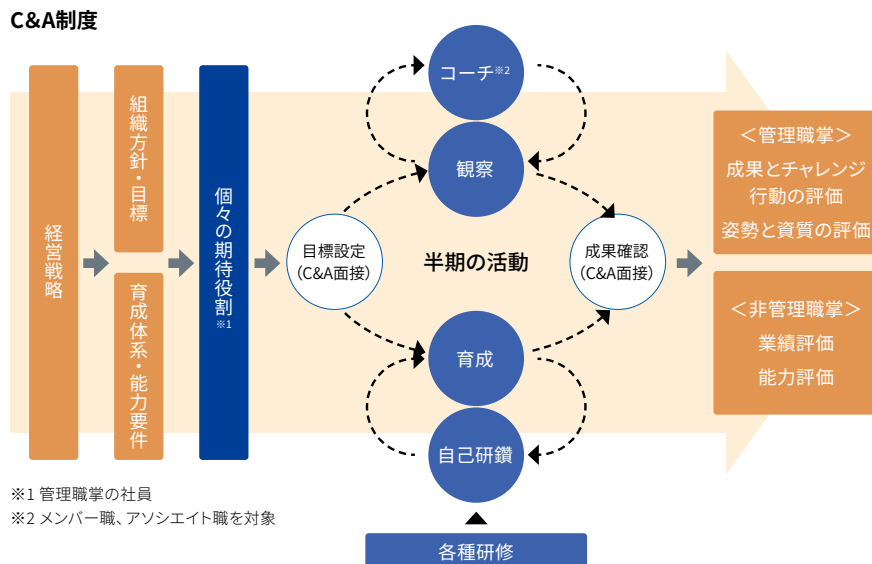 C&A制度
経営戦略
組織方針・目標
育成体系・能力要件
個々の期待役割※1
目標設定
（C&A面接）
コーチ※2
観察
半期の活動
育成
自己研鑽
各種研修
成果確認
（C&A面接）
＜管理職掌＞
成果とチャレンジ
行動の評価
姿勢と資質の評価
＜非管理職掌＞
業績評価
能力評価
※1 管理職掌の社員
※2 メンバー職、アソシエイト職を対象